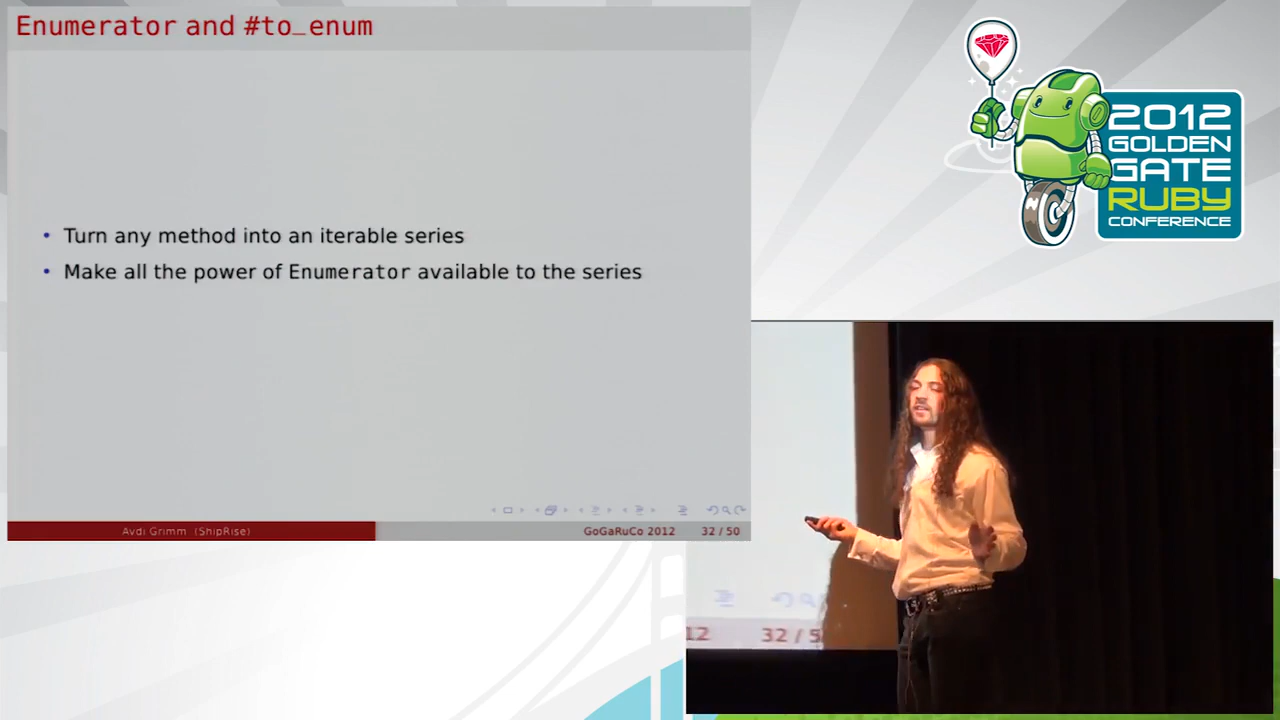 Enumerator and #to_enum
• Turn any method into an iterable series
• Make all the power of Enumerator available to the series
Avdi Grimm (ShipRise)
GoGaRuCo 2012 32 / 50
2012
GOLDEN
GATE
RUBY
CONFERENCE
12 32 / 5